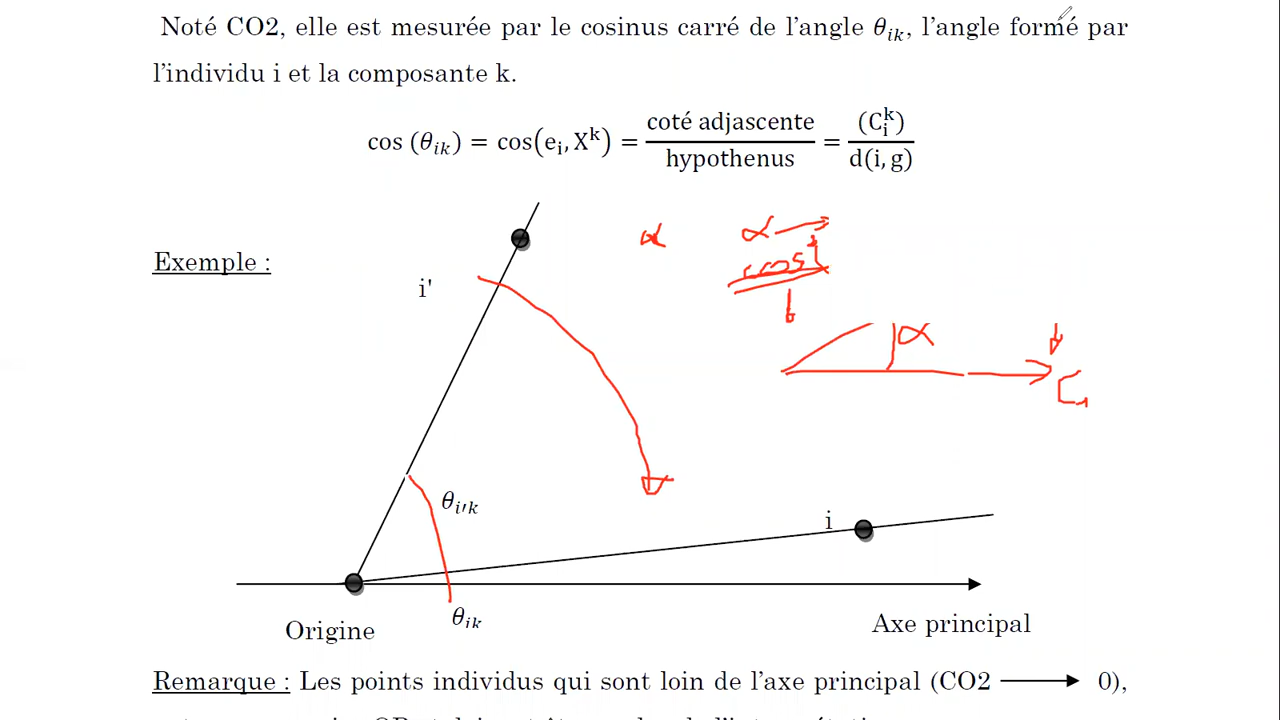 Noté CO2, elle est mesurée par le cosinus carré de l'angle θ_ik, l'angle formé par
l'individu i et la composante k.
cos (θ_ik) = cos(e_i, X^k) = coté adjascente / hypothenus = (C_i^k) / d(i, g)
α α
cos²
Exemple :
i'
α
C₁
θ_i'k
i
θ_ik
Origine
Axe principal
Remarque : Les points individus qui sont loin de l'axe principal (CO2 ⟶ 0),